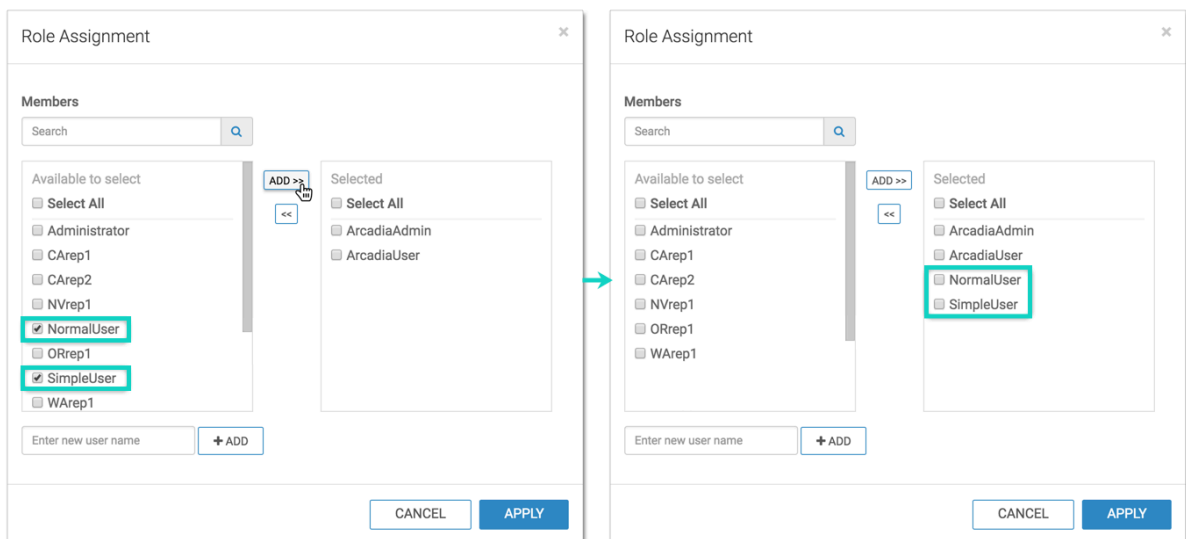 Role Assignment ×
Members
Search
Available to select
Select All
Administrator
CArep1
CArep2
NVrep1
NormalUser
ORrep1
SimpleUser
WArep1
ADD >>
<<
Selected
Select All
ArcadiaAdmin
ArcadiaUser
Enter new user name
+ ADD
CANCEL APPLY
Role Assignment ×
Members
Search
Available to select
Select All
Administrator
CArep1
CArep2
NVrep1
ORrep1
WArep1
ADD >>
<<
Selected
Select All
ArcadiaAdmin
ArcadiaUser
NormalUser
SimpleUser
Enter new user name
+ ADD
CANCEL APPLY